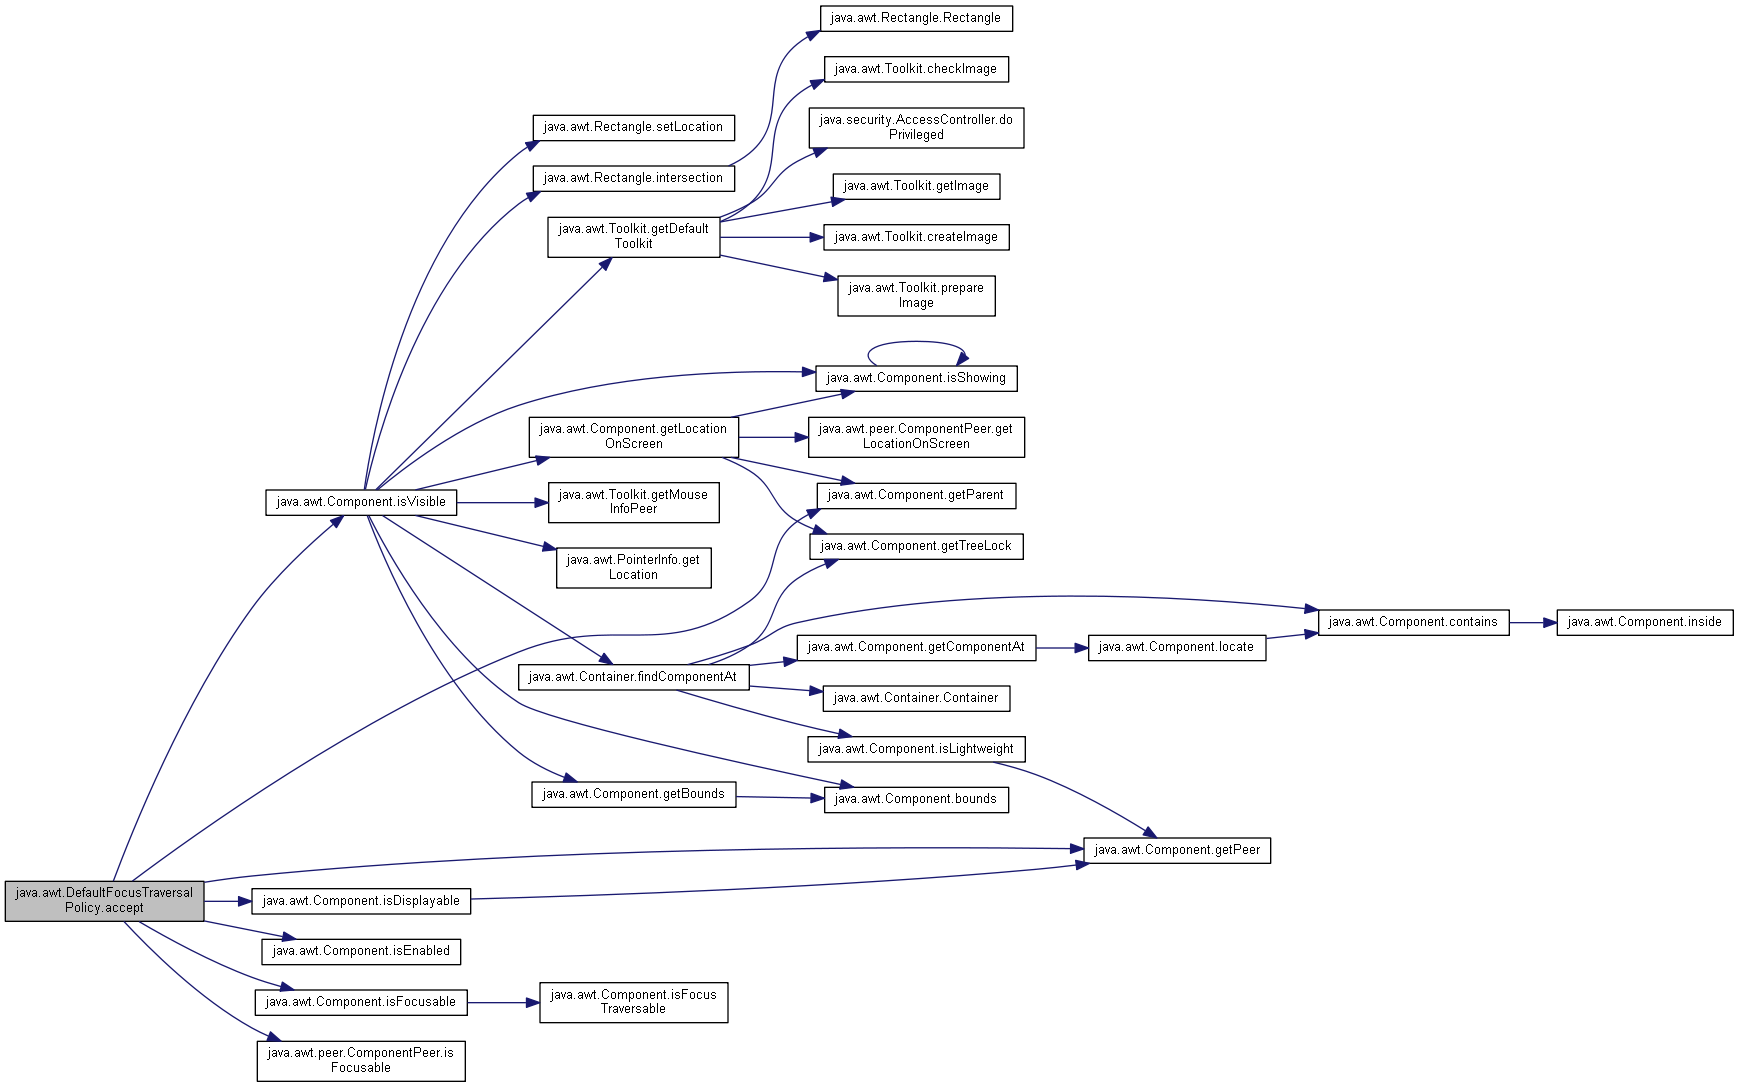 java.awt.Rectangle.Rectangle
java.awt.Toolkit.checkImage
java.security.AccessController.do
Privileged
java.awt.Rectangle.setLocation
java.awt.Rectangle.intersection
java.awt.Toolkit.getImage
java.awt.Toolkit.getDefault
Toolkit
java.awt.Toolkit.createImage
java.awt.Toolkit.prepare
Image
java.awt.Component.isShowing
java.awt.Component.getLocation
OnScreen
java.awt.peer.ComponentPeer.get
LocationOnScreen
java.awt.Component.isVisible
java.awt.Toolkit.getMouse
InfoPeer
java.awt.Component.getParent
java.awt.Component.getTreeLock
java.awt.PointerInfo.get
Location
java.awt.Component.contains
java.awt.Component.inside
java.awt.Component.getComponentAt
java.awt.Component.locate
java.awt.Container.findComponentAt
java.awt.Container.Container
java.awt.Component.isLightweight
java.awt.Component.getBounds
java.awt.Component.bounds
java.awt.Component.getPeer
java.awt.DefaultFocusTraversal
Policy.accept
java.awt.Component.isDisplayable
java.awt.Component.isEnabled
java.awt.Component.isFocusable
java.awt.Component.isFocus
Traversable
java.awt.peer.ComponentPeer.is
Focusable